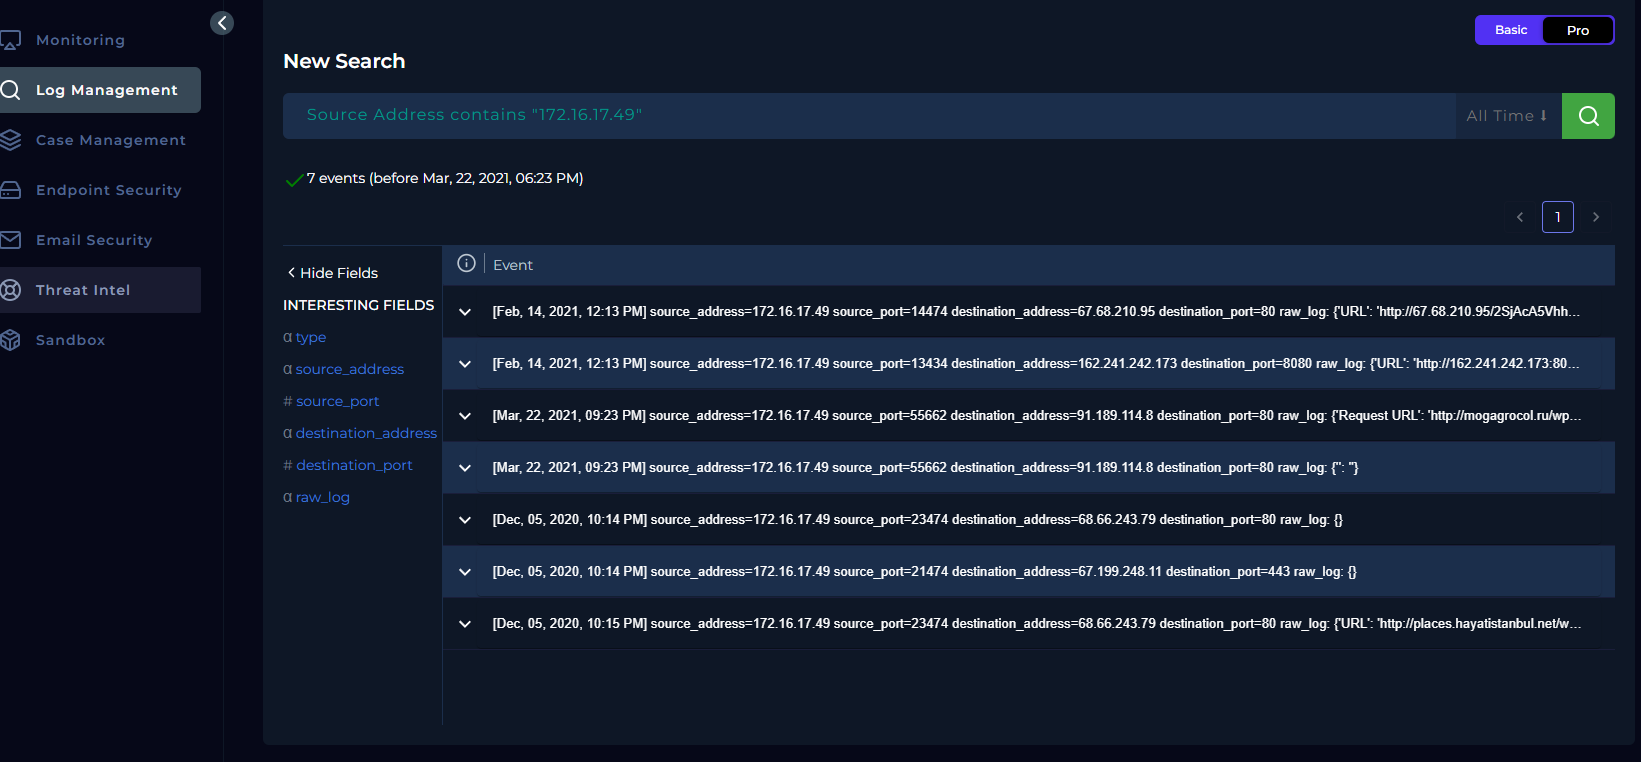 Monitoring
Log Management
Case Management
Endpoint Security
Email Security
Threat Intel
Sandbox
Basic
Pro
New Search
Source Address contains "172.16.17.49"
All Time
7 events (before Mar, 22, 2021, 06:23 PM)
1
Hide Fields
INTERESTING FIELDS
α type
α source_address
# source_port
α destination_address
# destination_port
α raw_log
Event
[Feb, 14, 2021, 12:13 PM] source_address=172.16.17.49 source_port=14474 destination_address=67.68.210.95 destination_port=80 raw_log: {'URL': 'http://67.68.210.95/2SjAcA5Vhh...
[Feb, 14, 2021, 12:13 PM] source_address=172.16.17.49 source_port=13434 destination_address=162.241.242.173 destination_port=8080 raw_log: {'URL': 'http://162.241.242.173:80...
[Mar, 22, 2021, 09:23 PM] source_address=172.16.17.49 source_port=55662 destination_address=91.189.114.8 destination_port=80 raw_log: {'Request URL': 'http://mogagrocol.ru/wp...
[Mar, 22, 2021, 09:23 PM] source_address=172.16.17.49 source_port=55662 destination_address=91.189.114.8 destination_port=80 raw_log: {'': ''}
[Dec, 05, 2020, 10:14 PM] source_address=172.16.17.49 source_port=23474 destination_address=68.66.243.79 destination_port=80 raw_log: {}
[Dec, 05, 2020, 10:14 PM] source_address=172.16.17.49 source_port=21474 destination_address=67.199.248.11 destination_port=443 raw_log: {}
[Dec, 05, 2020, 10:15 PM] source_address=172.16.17.49 source_port=23474 destination_address=68.66.243.79 destination_port=80 raw_log: {'URL': 'http://places.hayatistanbul.net/w...